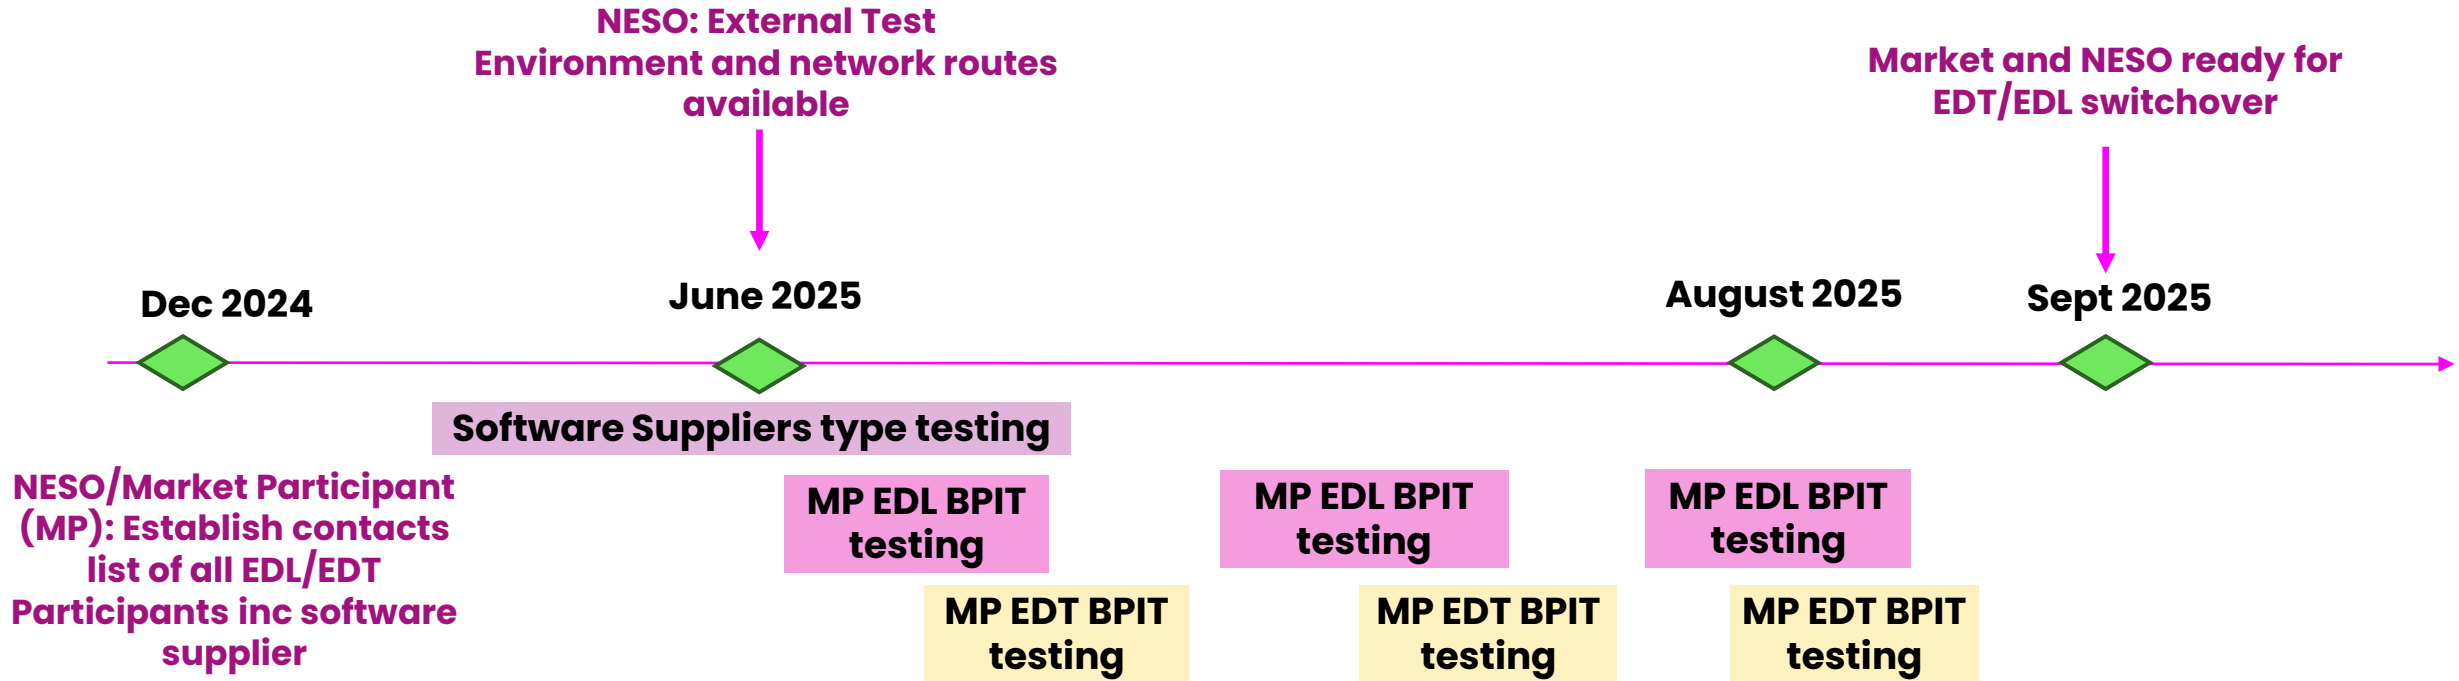 NESO: External Test
Environment and network routes
available
Market and NESO ready for
EDT/EDL switchover
Dec 2024
June 2025
August 2025
Sept 2025
Software Suppliers type testing
NESO/Market Participant
(MP): Establish contacts
list of all EDL/EDT
Participants inc software
supplier
MP EDL BPIT
testing
MP EDL BPIT
testing
MP EDL BPIT
testing
MP EDT BPIT
testing
MP EDT BPIT
testing
MP EDT BPIT
testing